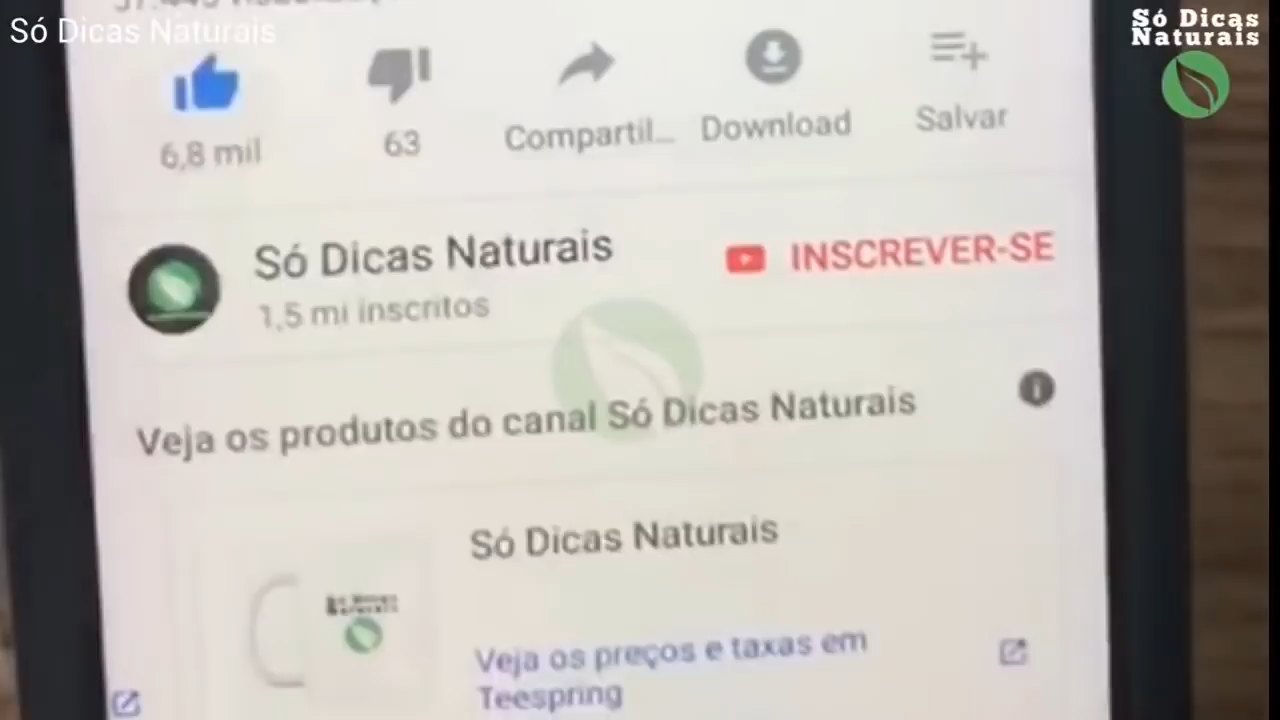 Só Dicas Naturais
Só Dicas
Naturais
6,8 mil
63
Compartil...
Download
Salvar
Só Dicas Naturais
1,5 mi inscritos
INSCREVER-SE
Veja os produtos do canal Só Dicas Naturais
Só Dicas Naturais
Veja os preços e taxas em
Teespring